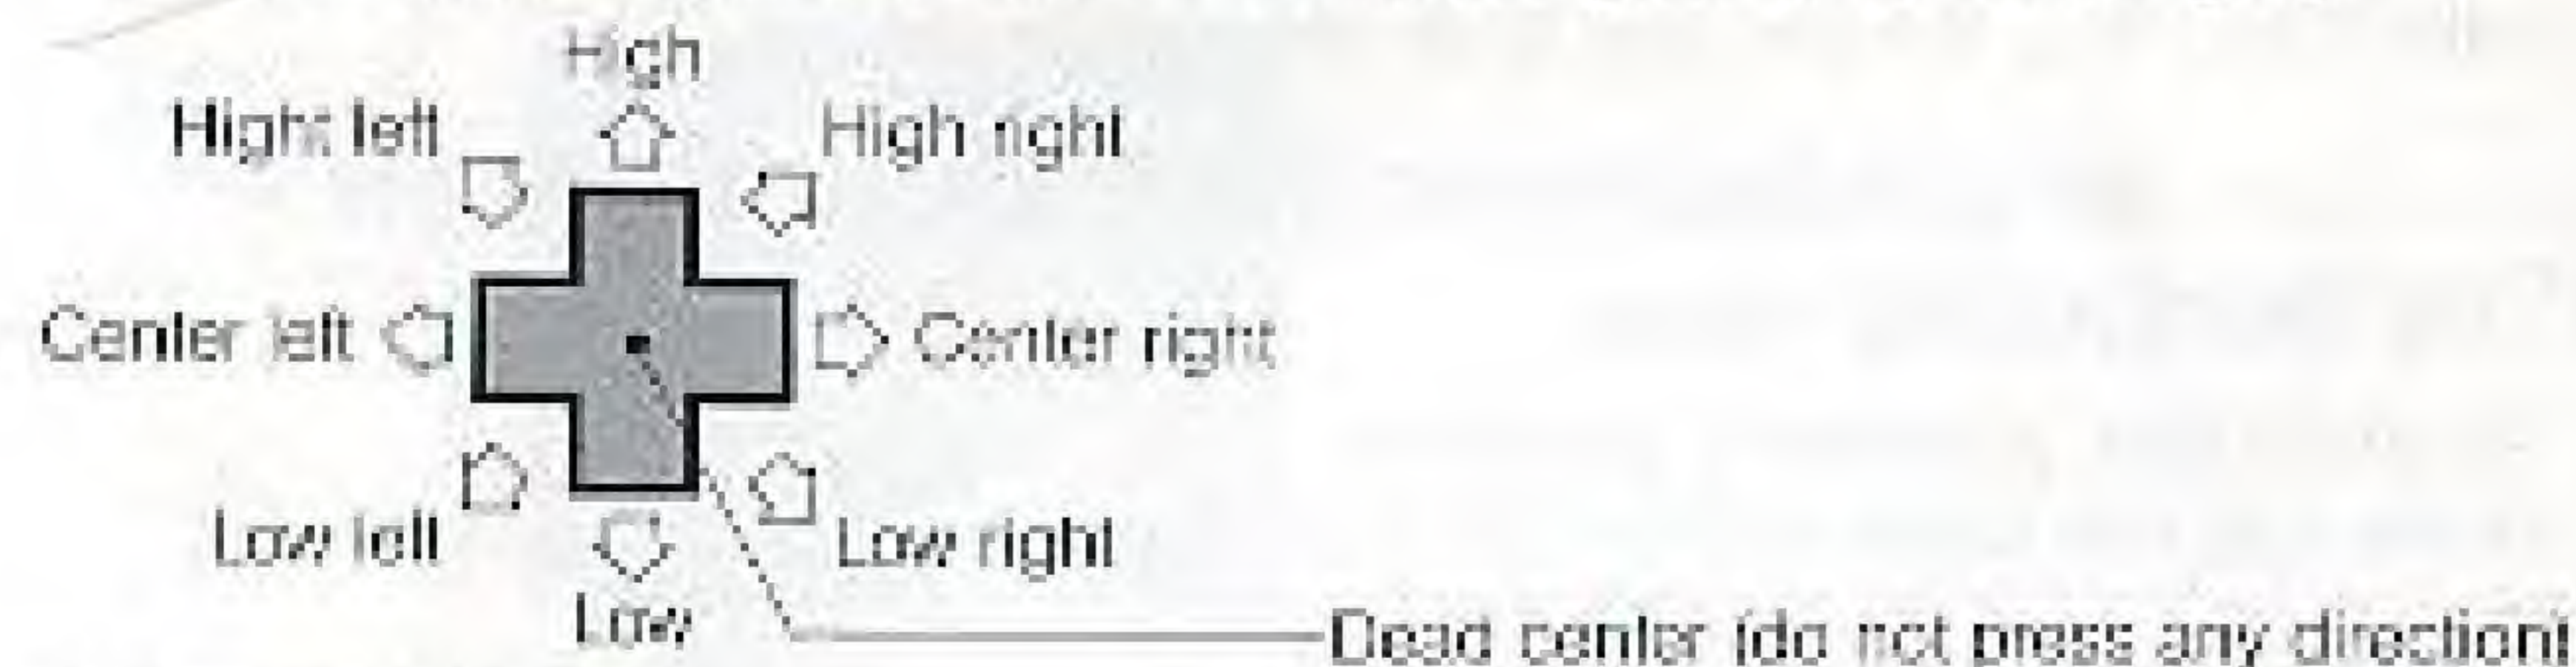 High
Hight left
High right
Center left
Center right
Low left
Low right
Low
Dead center (do not press any direction)